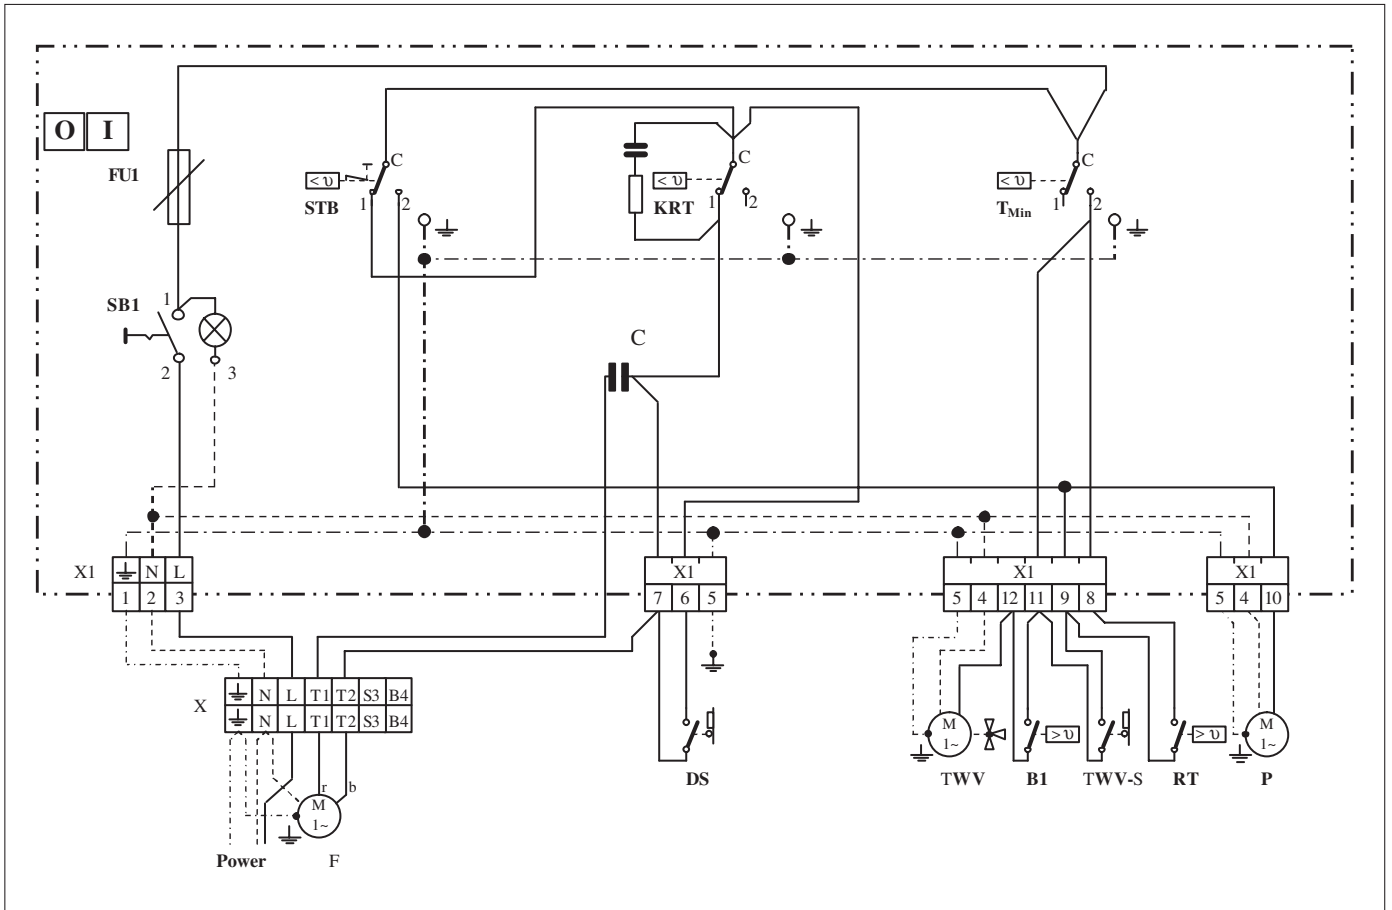 O I
FU1
C
C
C
< υ
STB
1
2
< υ
KRT
1
2
< υ
TMin
1
2
SB1
1
2
3
C
X1
N L
1 2 3
X1
7 6 5
X1
5 4 12 11 9 8
X1
5 4 10
X
N L T1 T2 S3 B4
N L T1 T2 S3 B4
r
b
M
1~
Power
F
DS
M
1~
TWV
B1
> υ
TWV-S
RT
> υ
M
1~
P